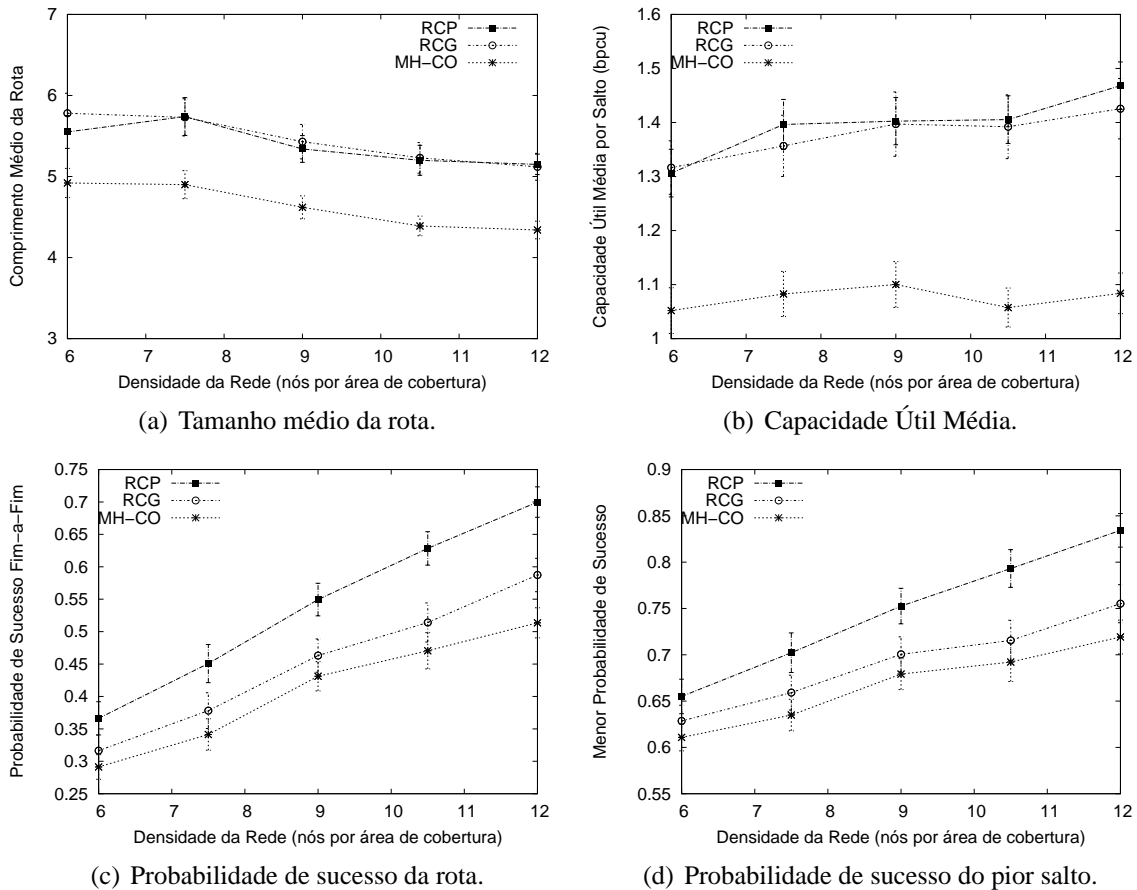 RCP
RCG
MH-CO
Comprimento Médio da Rota
7
6
5
4
3
6 7 8 9 10 11 12
Densidade da Rede (nós por área de cobertura)
(a) Tamanho médio da rota.
RCP
RCG
MH-CO
Capacidade Útil Média por Salto (bpcu)
1.6
1.5
1.4
1.3
1.2
1.1
1
6 7 8 9 10 11 12
Densidade da Rede (nós por área de cobertura)
(b) Capacidade Útil Média.
RCP
RCG
MH-CO
Probabilidade de Sucesso Fim-a-Fim
0.75
0.7
0.65
0.6
0.55
0.5
0.45
0.4
0.35
0.3
0.25
6 7 8 9 10 11 12
Densidade da Rede (nós por área de cobertura)
(c) Probabilidade de sucesso da rota.
RCP
RCG
MH-CO
Menor Probabilidade de Sucesso
0.9
0.85
0.8
0.75
0.7
0.65
0.6
0.55
6 7 8 9 10 11 12
Densidade da Rede (nós por área de cobertura)
(d) Probabilidade de sucesso do pior salto.